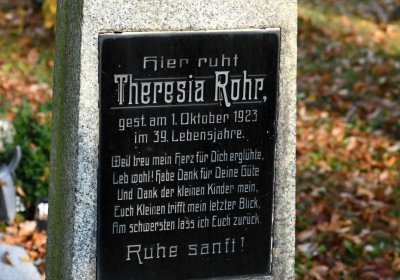 Hier ruht
Theresia Rohr,
gest. am 1. Oktober 1923
im 39. Lebensjahre.
Weil treu mein Herz für Dich erglühte,
Leb wohl! Habe Dank für Deine Güte
Und Dank der kleinen Kinder mein,
Euch Kleinen trifft mein letzter Blick,
Am schwersten lass ich Euch zurück.
Ruhe sanft!